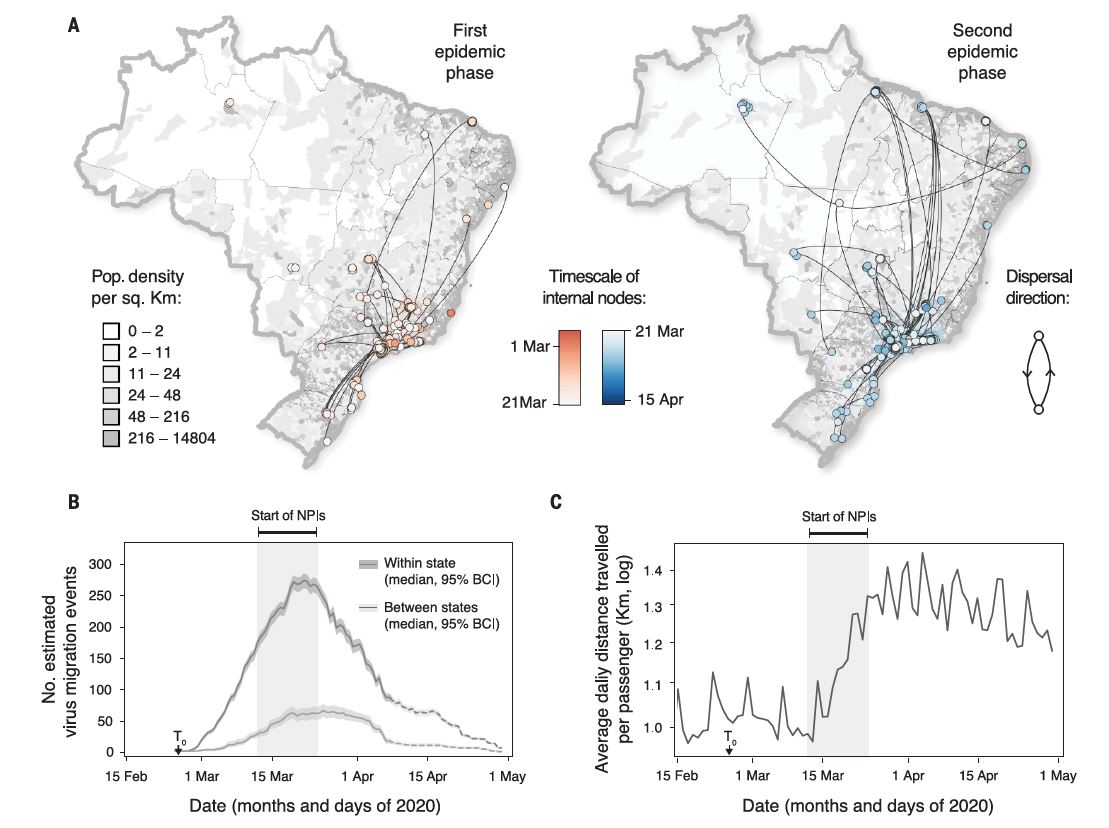 A
First
epidemic
phase
Second
epidemic
phase
Pop. density
per sq. Km:
0 – 2
2 – 11
11 – 24
24 – 48
48 – 216
216 – 14804
Timescale of
internal nodes:
1 Mar
21Mar
21 Mar
15 Apr
Dispersal
direction:
B
Start of NPIs
No. estimated
virus migration events
300
250
200
150
100
50
0
Within state
(median, 95% BCI)
Between states
(median, 95% BCI)
T0
15 Feb
1 Mar
15 Mar
1 Apr
15 Apr
1 May
Date (months and days of 2020)
C
Start of NPIs
Average daliy distance travelled
per passenger (Km, log)
1.4
1.3
1.2
1.1
1.0
T0
15 Feb
1 Mar
15 Mar
1 Apr
15 Apr
1 May
Date (months and days of 2020)